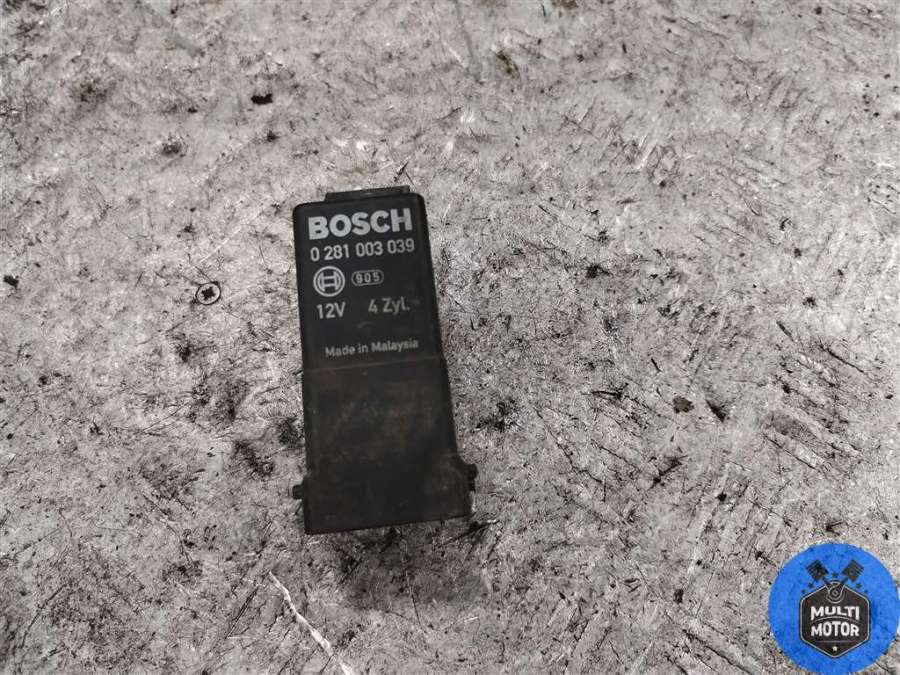 BOSCH
0 281 003 039
905
12V 4 Zyl.
Made in Malaysia
MULTI
MOTOR